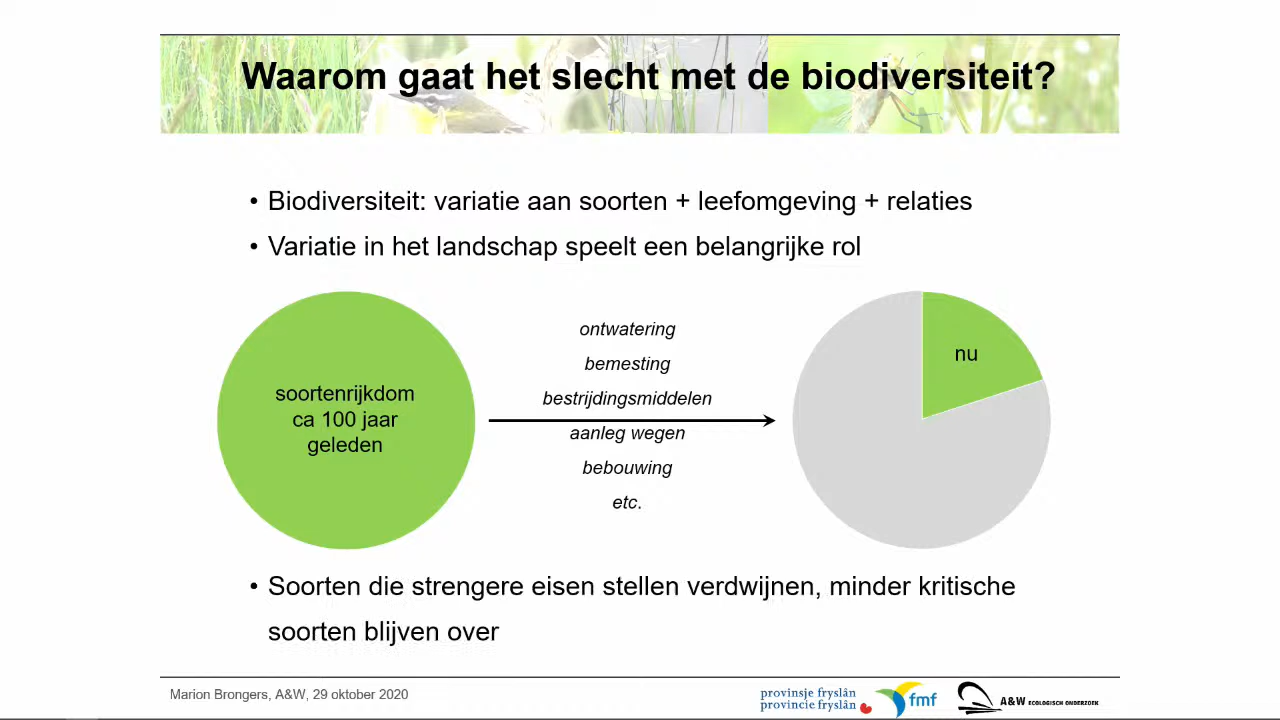 Waarom gaat het slecht met de biodiversiteit?
• Biodiversiteit: variatie aan soorten + leefomgeving + relaties
• Variatie in het landschap speelt een belangrijke rol
soortenrijkdom
ca 100 jaar
geleden
ontwatering
bemesting
bestrijdingsmiddelen
aanleg wegen
bebouwing
etc.
nu
• Soorten die strengere eisen stellen verdwijnen, minder kritische
soorten blijven over
Marion Brongers, A&W, 29 oktober 2020
provinsje fryslân
provincie fryslân
fmf
A&W ECOLOGISCH ONDERZOEK